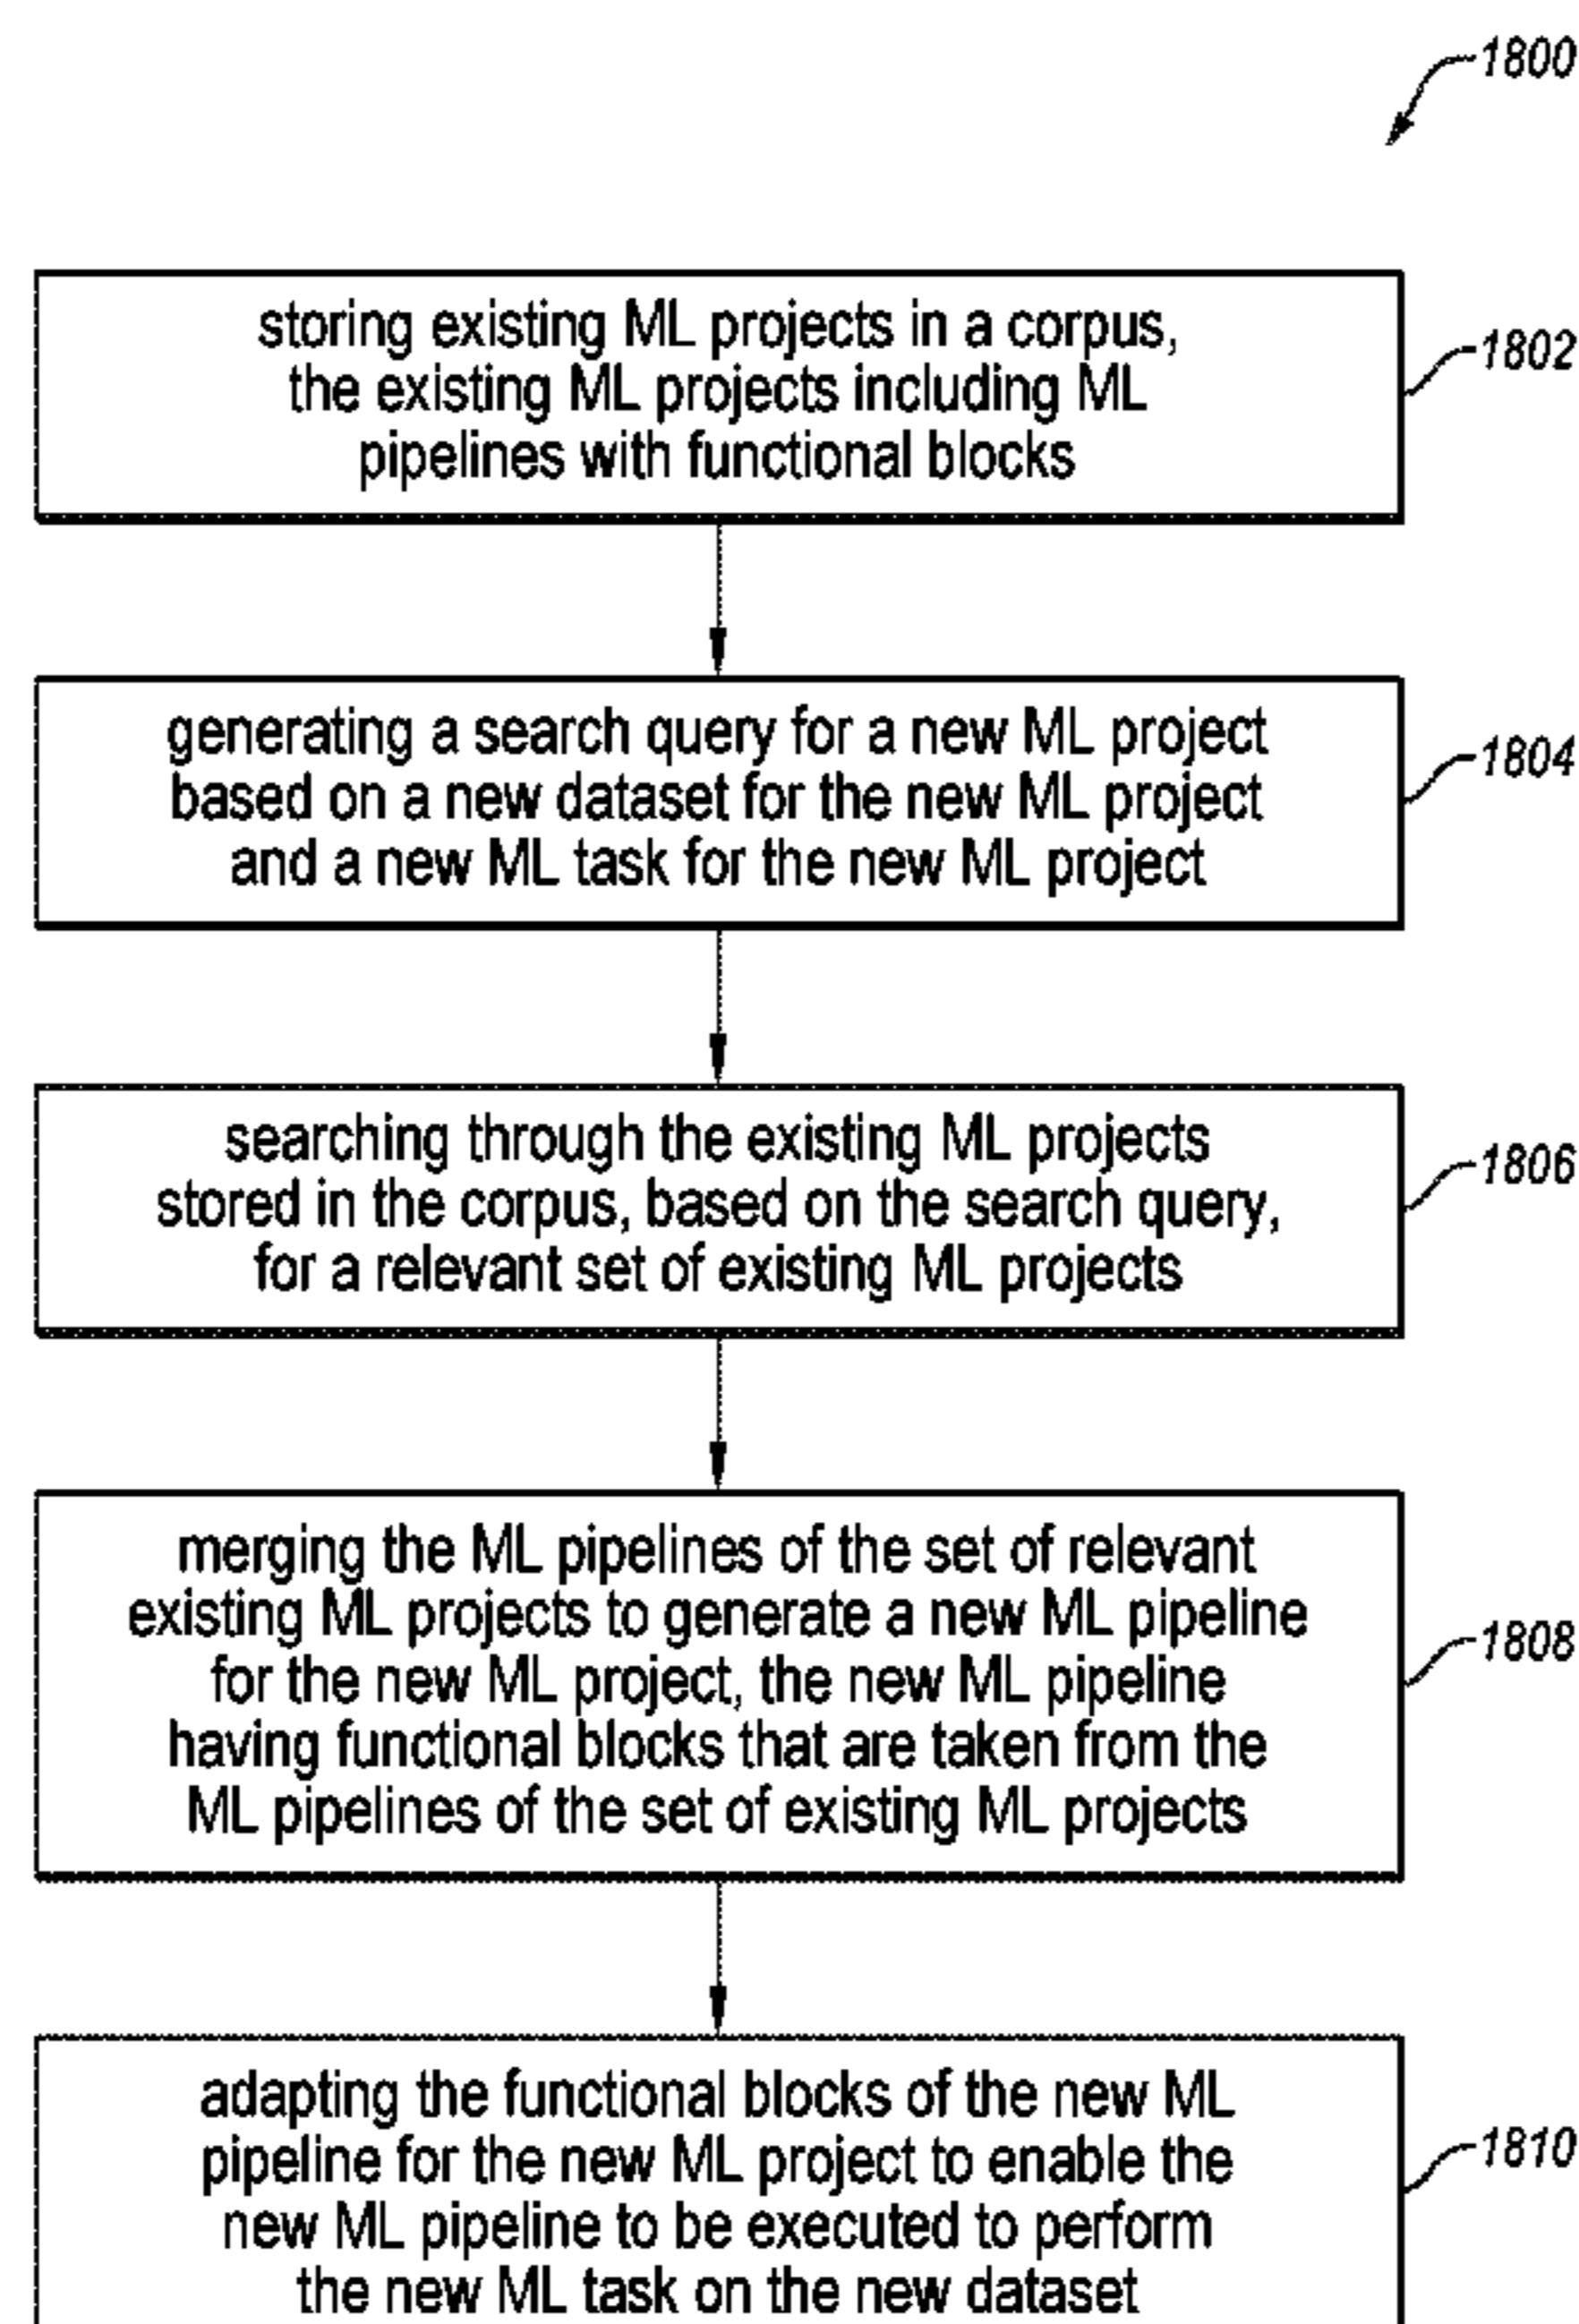 1800
storing existing ML projects in a corpus,
the existing ML projects including ML
pipelines with functional blocks
1802
generating a search query for a new ML project
based on a new dataset for the new ML project
and a new ML task for the new ML project
1804
searching through the existing ML projects
stored in the corpus, based on the search query,
for a relevant set of existing ML projects
1806
merging the ML pipelines of the set of relevant
existing ML projects to generate a new ML pipeline
for the new ML project, the new ML pipeline
having functional blocks that are taken from the
ML pipelines of the set of existing ML projects
1808
adapting the functional blocks of the new ML
pipeline for the new ML project to enable the
new ML pipeline to be executed to perform
the new ML task on the new dataset
1810